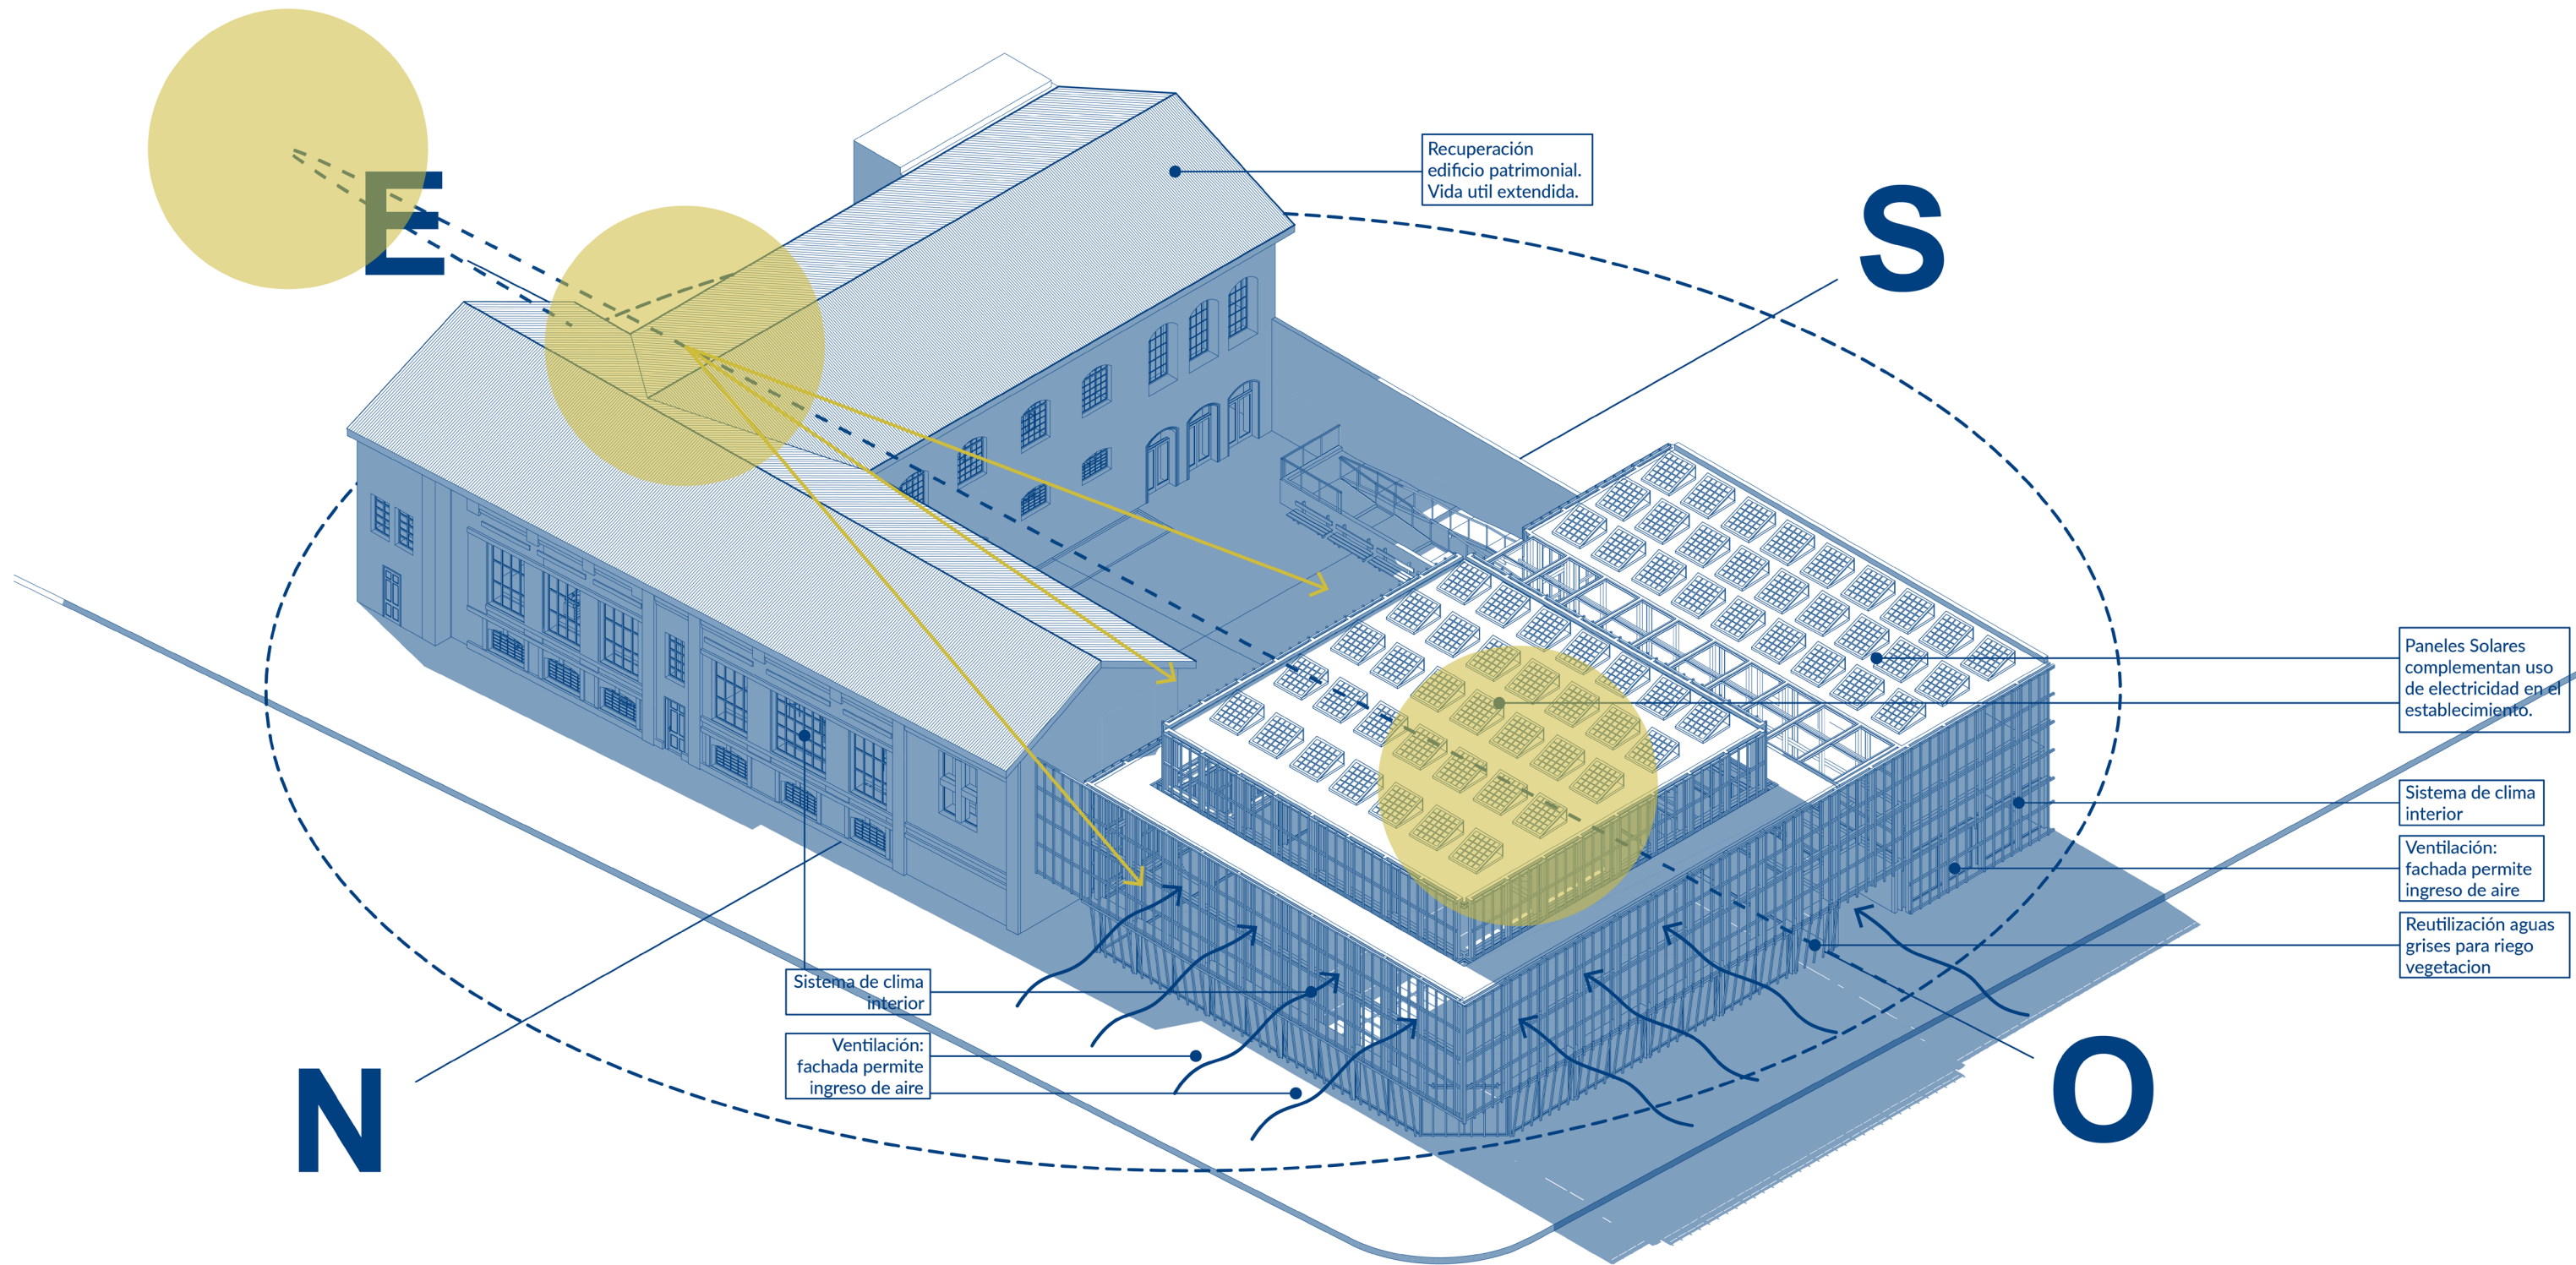 E
Recuperación
edificio patrimonial.
Vida util extendida.
S
Paneles Solares
complementan uso
de electricidad en el
establecimiento.
Sistema de clima
interior
Ventilación:
fachada permite
ingreso de aire
Reutilización aguas
grises para riego
vegetacion
Sistema de clima
interior
Ventilación:
fachada permite
ingreso de aire
N
O